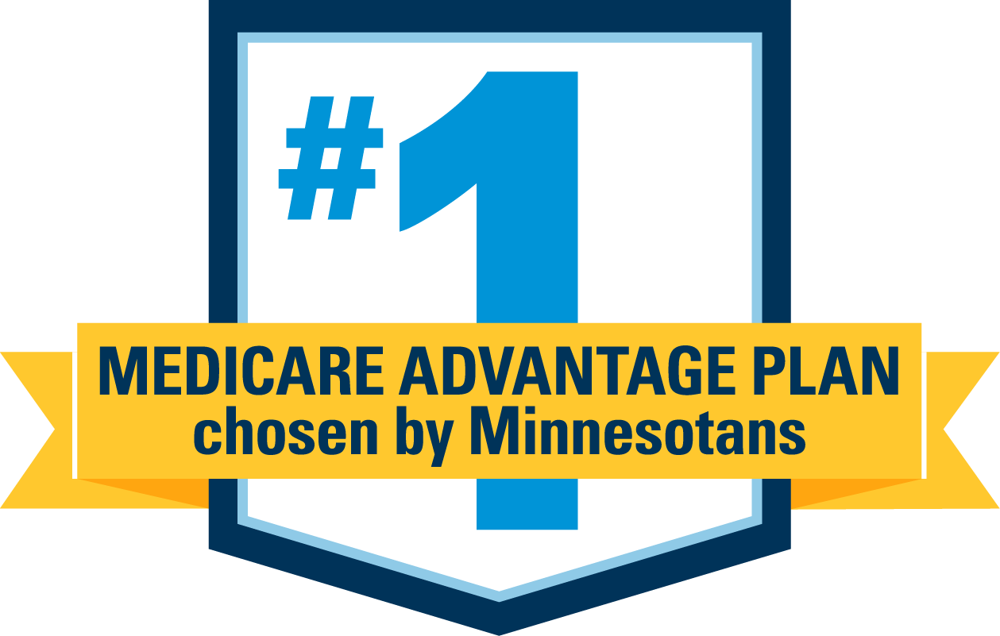 #1
MEDICARE ADVANTAGE PLAN
chosen by Minnesotans